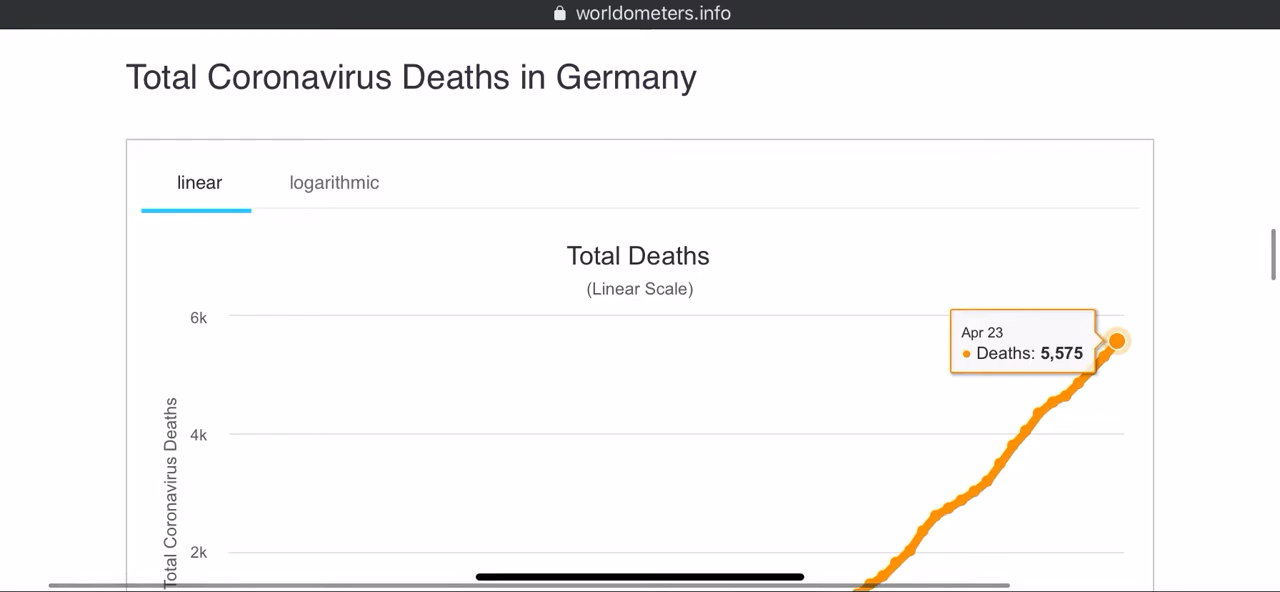 worldometers.info
Total Coronavirus Deaths in Germany
linear logarithmic
Total Deaths
(Linear Scale)
6k
Apr 23
Deaths: 5,575
4k
Total Coronavirus Deaths
2k